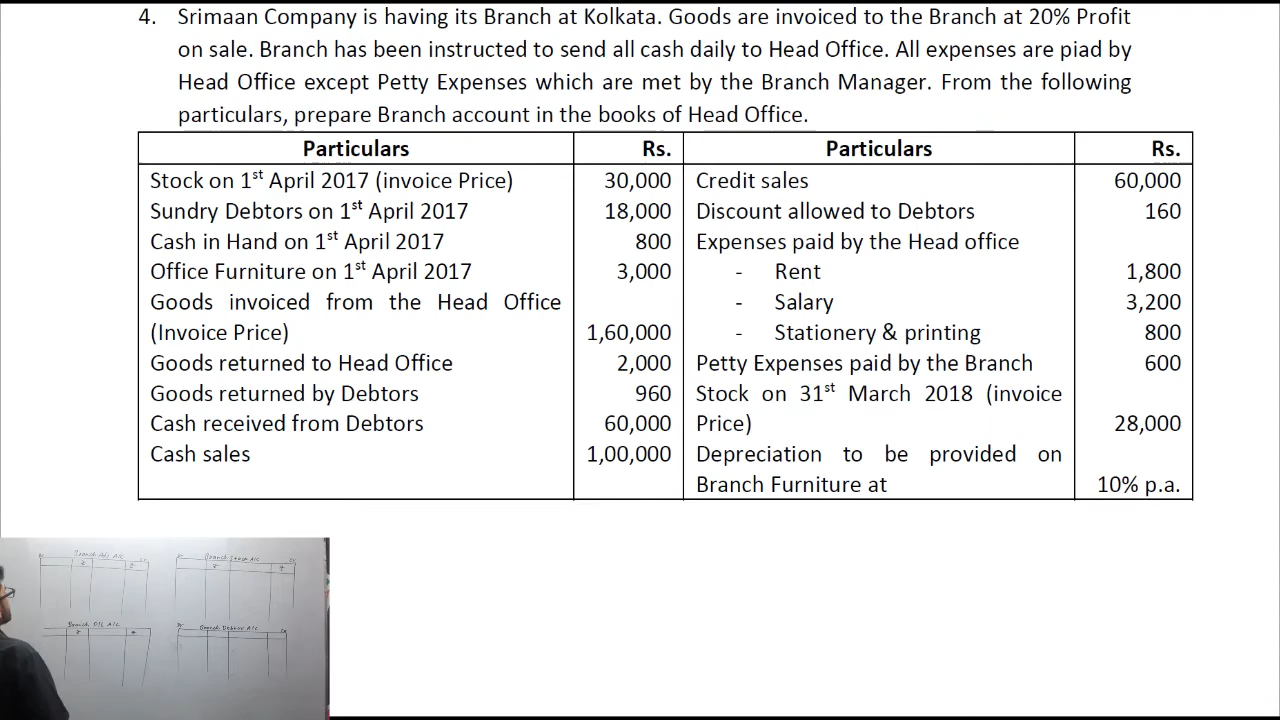 4. Srimaan Company is having its Branch at Kolkata. Goods are invoiced to the Branch at 20% Profit
on sale. Branch has been instructed to send all cash daily to Head Office. All expenses are piad by
Head Office except Petty Expenses which are met by the Branch Manager. From the following
particulars, prepare Branch account in the books of Head Office.
Particulars Rs. Particulars Rs.
Stock on 1st April 2017 (invoice Price) 30,000 Credit sales 60,000
Sundry Debtors on 1st April 2017 18,000 Discount allowed to Debtors 160
Cash in Hand on 1st April 2017 800 Expenses paid by the Head office
Office Furniture on 1st April 2017 3,000 - Rent 1,800
Goods invoiced from the Head Office - Salary 3,200
(Invoice Price) 1,60,000 - Stationery & printing 800
Goods returned to Head Office 2,000 Petty Expenses paid by the Branch 600
Goods returned by Debtors 960 Stock on 31st March 2018 (invoice
Cash received from Debtors 60,000 Price) 28,000
Cash sales 1,00,000 Depreciation to be provided on
Branch Furniture at 10% p.a.
Branch Adj A/C
Branch Stock A/C
Branch P/L A/C
Branch Debtor A/C